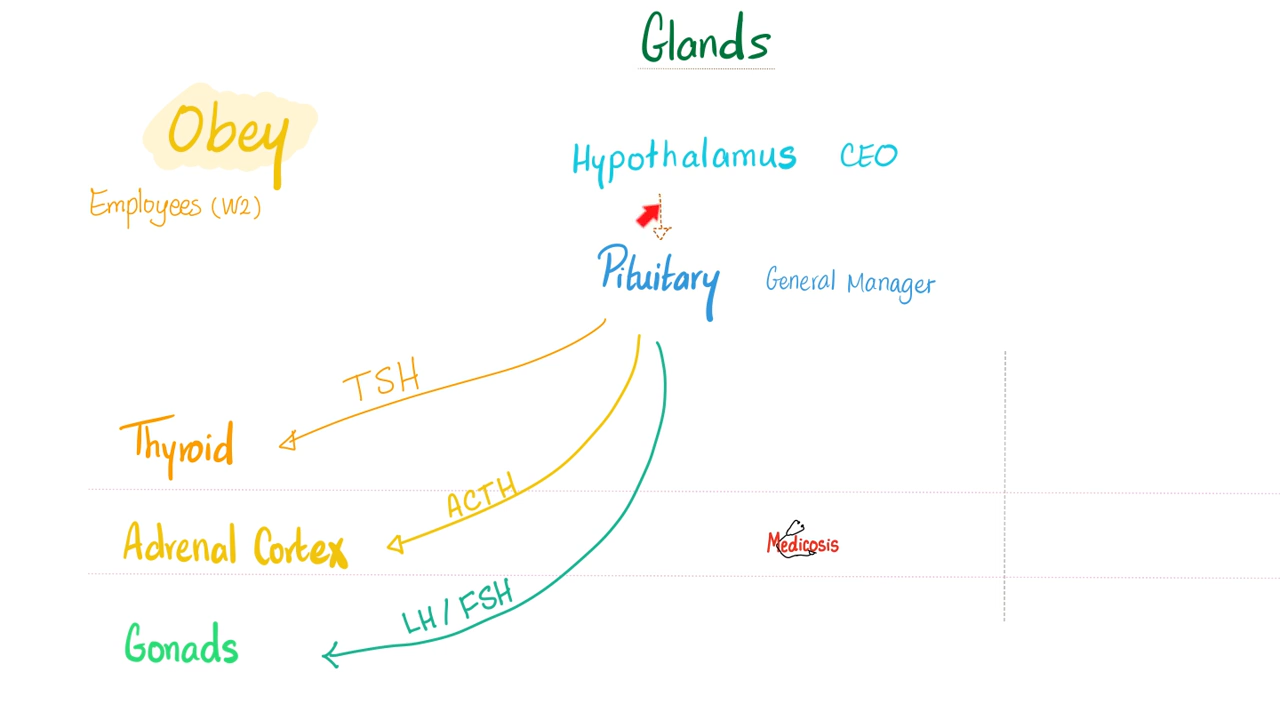 Glands
Obey
Hypothalamus CEO
Employees (W2)
Pituitary General Manager
TSH
Thyroid
ACTH
Adrenal Cortex
Medicosis
LH / FSH
Gonads